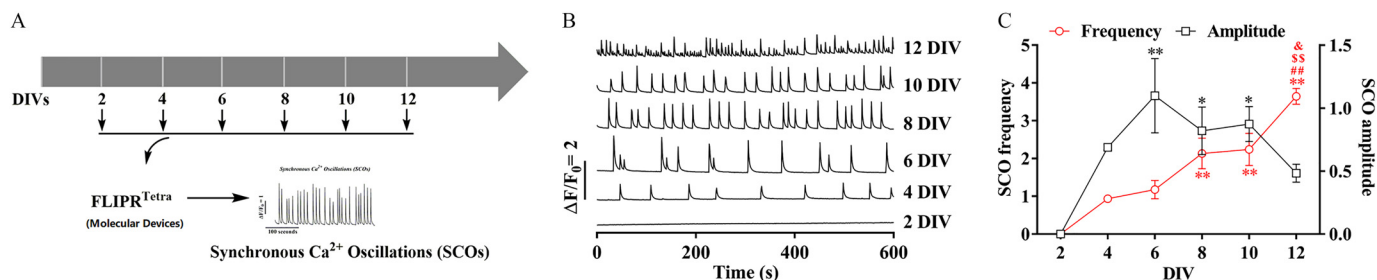 A
DIVs
2 4 6 8 10 12
FLIPR^Tetra
(Molecular Devices)
Synchronous Ca²⁺ Oscillations (SCOs)
ΔF/F₀= 1
100 seconds
Synchronous Ca²⁺ Oscillations (SCOs)
B
12 DIV
10 DIV
8 DIV
6 DIV
4 DIV
2 DIV
ΔF/F₀= 2
0 200 400 600
Time (s)
C
Frequency Amplitude
SCO frequency
5
4
3
2
1
0
1.5
1.0
0.5
0.0
SCO amplitude
**
*
*
&
$$
##
**
**
**
2 4 6 8 10 12
DIV